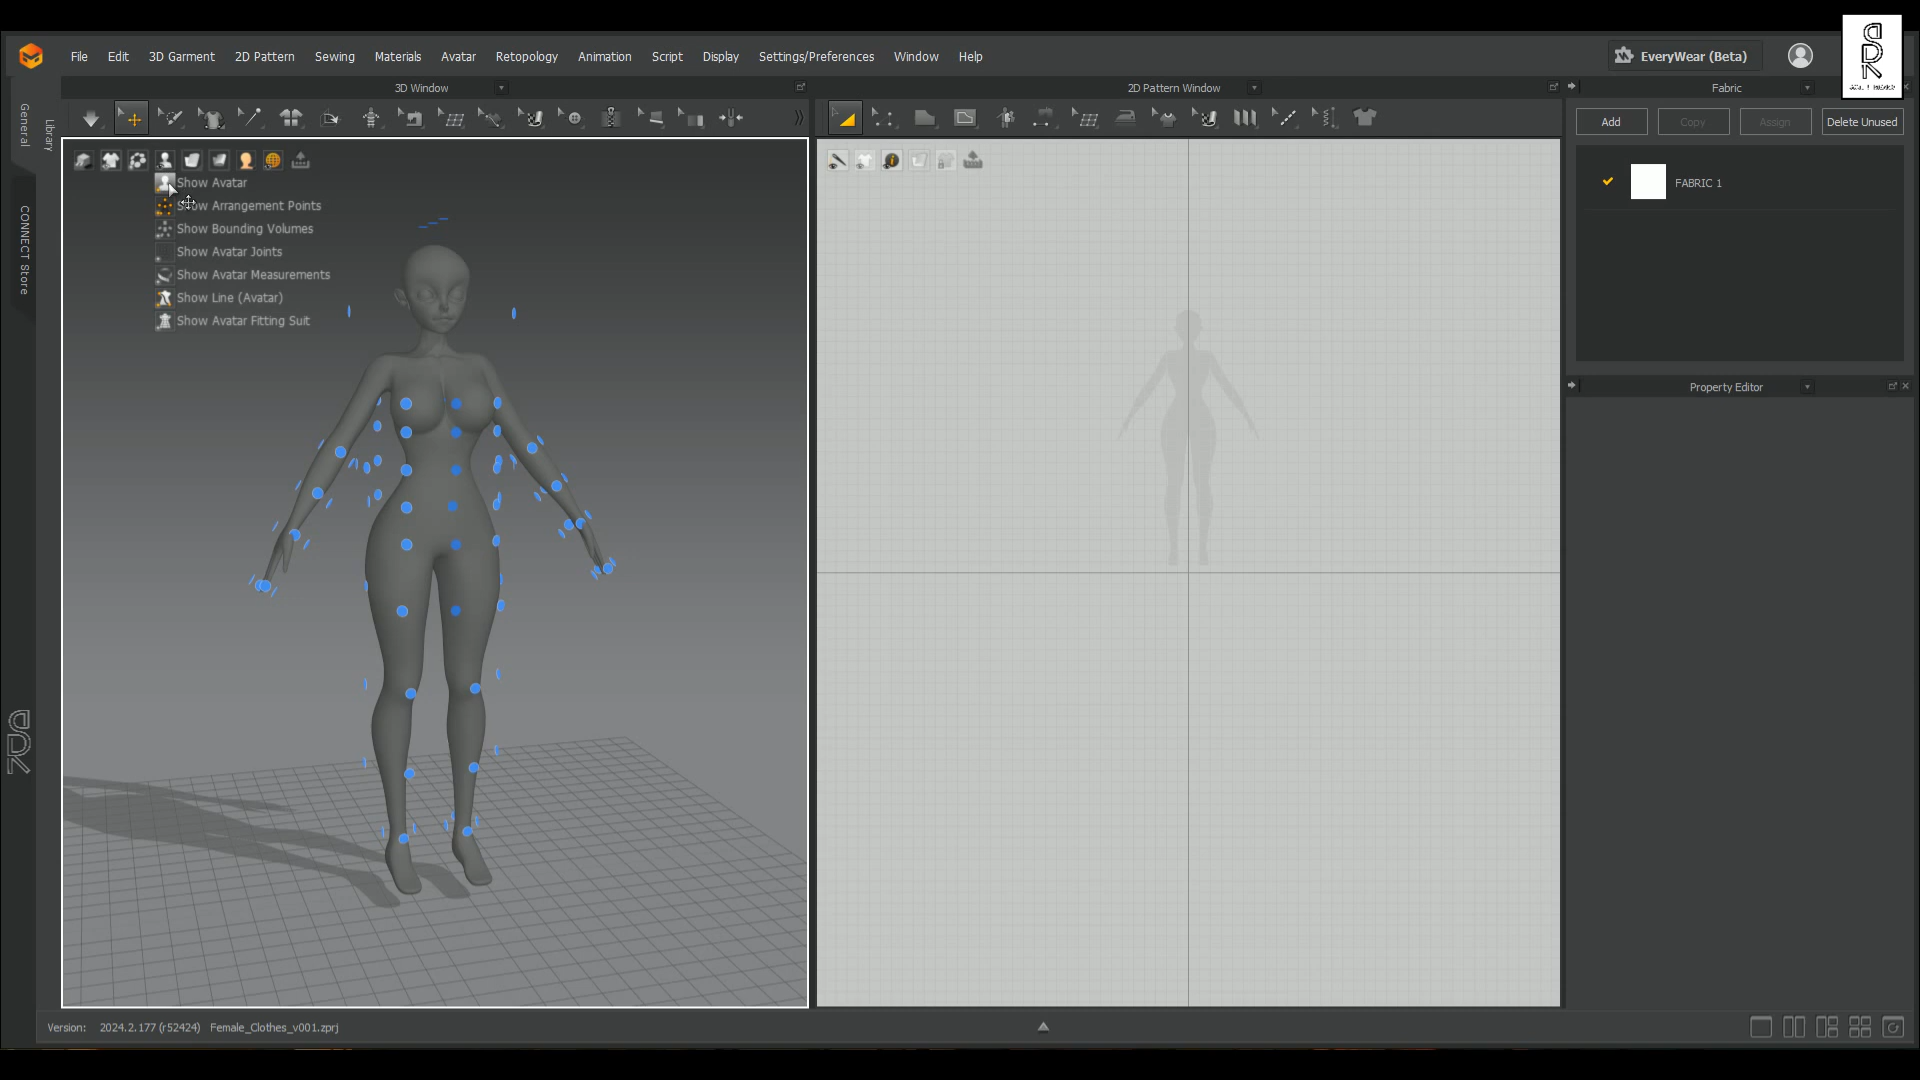 File Edit 3D Garment 2D Pattern Sewing Materials Avatar Retopology Animation Script Display Settings/Preferences Window Help
EveryWear (Beta)
SDK
3D Window
2D Pattern Window
Fabric
General
Library
CONNECT Store
Add Copy Assign Delete Unused
FABRIC 1
Show Avatar
Show Arrangement Points
Show Bounding Volumes
Show Avatar Joints
Show Avatar Measurements
Show Line (Avatar)
Show Avatar Fitting Suit
Property Editor
SDK
Version: 2024.2.177 (r52424) Female_Clothes_v001.zprj